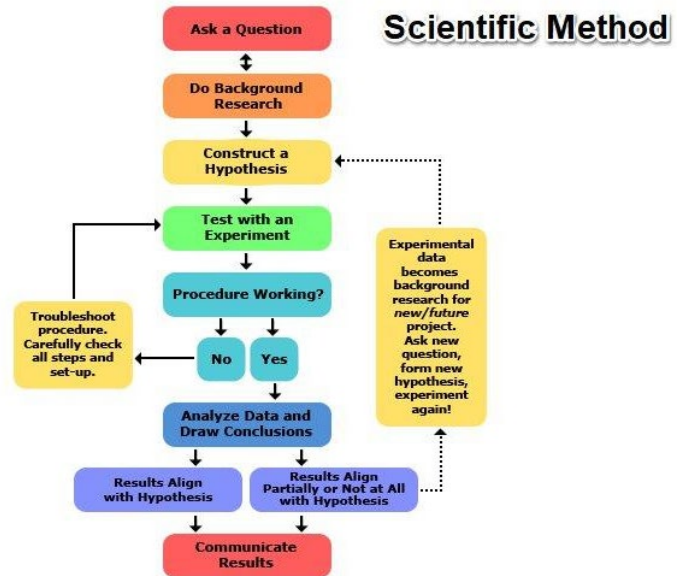 Scientific Method
Ask a Question
Do Background
Research
Construct a
Hypothesis
Test with an
Experiment
Procedure Working?
No
Yes
Troubleshoot
procedure.
Carefully check
all steps and
set-up.
Experimental
data
becomes
background
research for
new/future
project.
Ask new
question,
form new
hypothesis,
experiment
again!
Analyze Data and
Draw Conclusions
Results Align
with Hypothesis
Results Align
Partially or Not at All
with Hypothesis
Communicate
Results